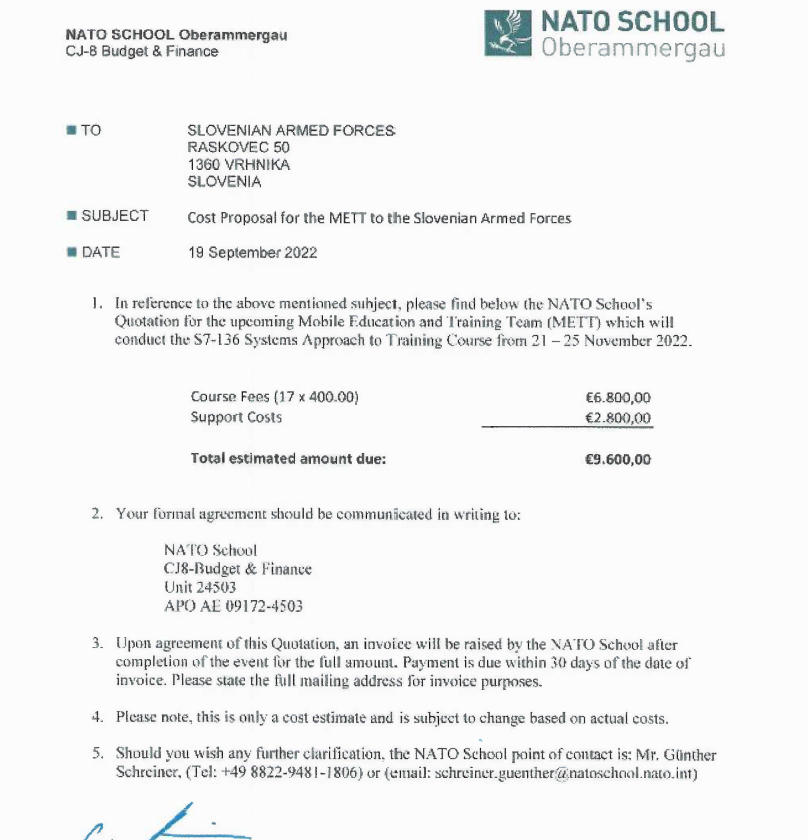 NATO SCHOOL Oberammergau
CJ-8 Budget & Finance
NATO SCHOOL
Oberammergau
TO
SLOVENIAN ARMED FORCES
RASKOVEC 50
1360 VRHNIKA
SLOVENIA
SUBJECT
Cost Proposal for the METT to the Slovenian Armed Forces
DATE
19 September 2022
1. In reference to the above mentioned subject, please find below the NATO School's
Quotation for the upcoming Mobile Education and Training Team (METT) which will
conduct the S7-136 Systems Approach to Training Course from 21 – 25 November 2022.
Course Fees (17 x 400.00) €6.800,00
Support Costs €2.800,00
Total estimated amount due: €9.600,00
2. Your formal agreement should be communicated in writing to:
NATO School
CJ8-Budget & Finance
Unit 24503
APO AE 09172-4503
3. Upon agreement of this Quotation, an invoice will be raised by the NATO School after
completion of the event for the full amount. Payment is due within 30 days of the date of
invoice. Please state the full mailing address for invoice purposes.
4. Please note, this is only a cost estimate and is subject to change based on actual costs.
5. Should you wish any further clarification, the NATO School point of contact is: Mr. Günther
Schreiner, (Tel: +49 8822-9481-1806) or (email: schreiner.guenther@natoschool.nato.int)